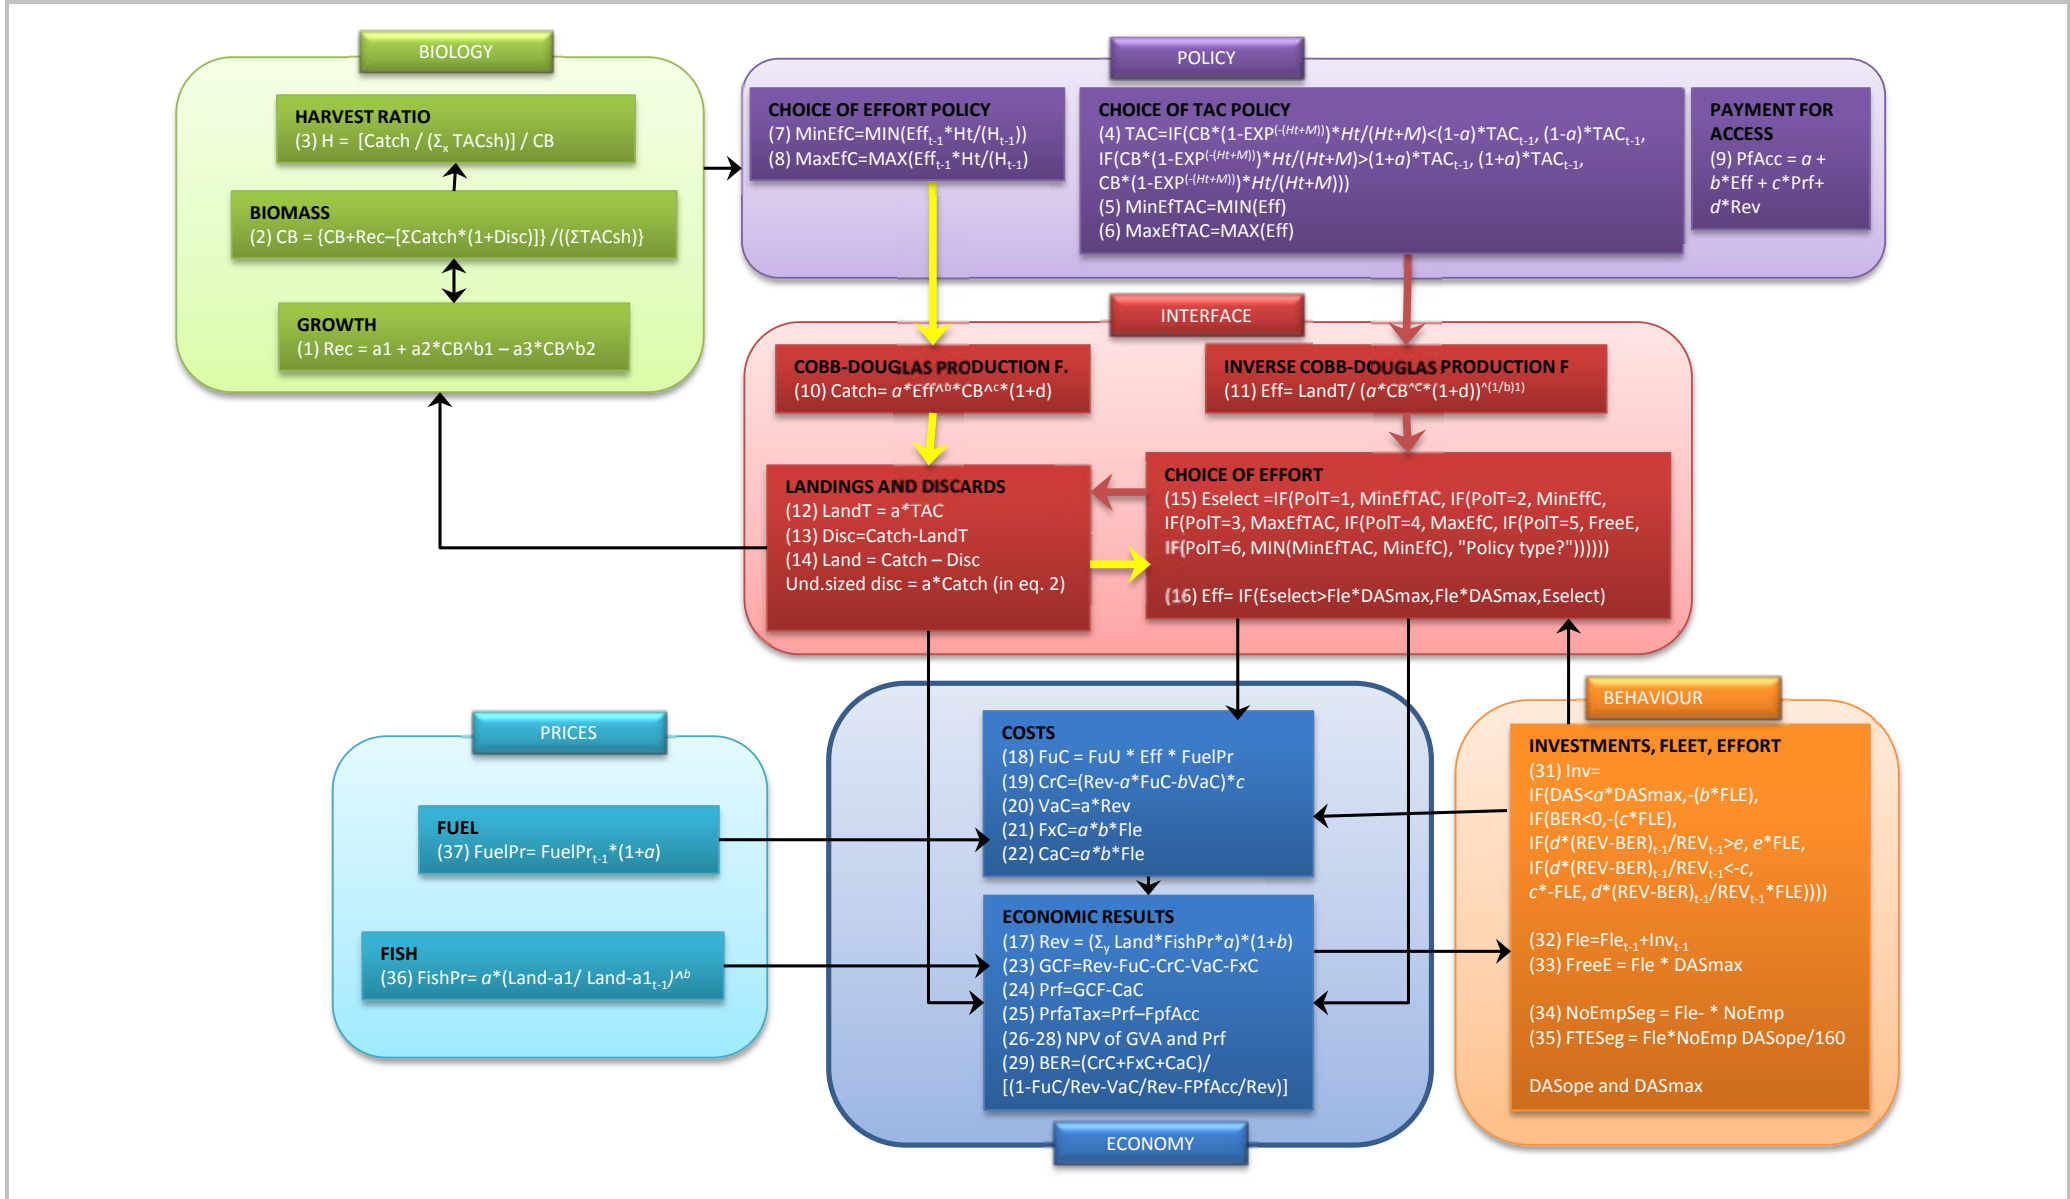 BIOLOGY
HARVEST RATIO
(3) H = [Catch / (Σx TACsh)] / CB
BIOMASS
(2) CB = {CB+Rec–[ΣCatch*(1+Disc)]} /((ΣTACsh)}
GROWTH
(1) Rec = a1 + a2*CB^b1 – a3*CB^b2
POLICY
CHOICE OF EFFORT POLICY
(7) MinEfC=MIN(Efft-1*Ht/(Ht-1))
(8) MaxEfC=MAX(Efft-1*Ht/(Ht-1)
CHOICE OF TAC POLICY
(4) TAC=IF(CB*(1-EXP(-(Ht+M)))*Ht/(Ht+M)<(1-a)*TACt-1, (1-a)*TACt-1,
IF(CB*(1-EXP(-(Ht+M)))*Ht/(Ht+M)>(1+a)*TACt-1, (1+a)*TACt-1,
CB*(1-EXP(-(Ht+M)))*Ht/(Ht+M)))
(5) MinEfTAC=MIN(Eff)
(6) MaxEfTAC=MAX(Eff)
PAYMENT FOR
ACCESS
(9) PfAcc = a +
b*Eff + c*Prf+
d*Rev
INTERFACE
COBB-DOUGLAS PRODUCTION F.
(10) Catch= a*Eff^b*CB^c*(1+d)
INVERSE COBB-DOUGLAS PRODUCTION F
(11) Eff= LandT/ (a*CB^C*(1+d))^(1/b)1)
LANDINGS AND DISCARDS
(12) LandT = a*TAC
(13) Disc=Catch-LandT
(14) Land = Catch – Disc
Und.sized disc = a*Catch (in eq. 2)
CHOICE OF EFFORT
(15) Eselect =IF(PolT=1, MinEfTAC, IF(PolT=2, MinEffC,
IF(PolT=3, MaxEfTAC, IF(PolT=4, MaxEfC, IF(PolT=5, FreeE,
IF(PolT=6, MIN(MinEfTAC, MinEfC), "Policy type?"))))))
(16) Eff= IF(Eselect>Fle*DASmax,Fle*DASmax,Eselect)
PRICES
FUEL
(37) FuelPr= FuelPrt-1*(1+a)
FISH
(36) FishPr= a*(Land-a1/ Land-a1t-1)^b
COSTS
(18) FuC = FuU * Eff * FuelPr
(19) CrC=(Rev-a*FuC-bVaC)*c
(20) VaC=a*Rev
(21) FxC=a*b*Fle
(22) CaC=a*b*Fle
ECONOMIC RESULTS
(17) Rev = (Σy Land*FishPr*a)*(1+b)
(23) GCF=Rev-FuC-CrC-VaC-FxC
(24) Prf=GCF-CaC
(25) PrfaTax=Prf–FpfAcc
(26-28) NPV of GVA and Prf
(29) BER=(CrC+FxC+CaC)/
[(1-FuC/Rev-VaC/Rev-FPfAcc/Rev)]
ECONOMY
BEHAVIOUR
INVESTMENTS, FLEET, EFFORT
(31) Inv=
IF(DAS<a*DASmax,-(b*FLE),
IF(BER<0,-(c*FLE),
IF(d*(REV-BER)t-1/REVt-1>e, e*FLE,
IF(d*(REV-BER)t-1/REVt-1<-c,
c*-FLE, d*(REV-BER)t-1/REVt-1*FLE))))
(32) Fle=Flet-1+Invt-1
(33) FreeE = Fle * DASmax
(34) NoEmpSeg = Fle- * NoEmp
(35) FTESeg = Fle*NoEmp DASope/160
DASope and DASmax